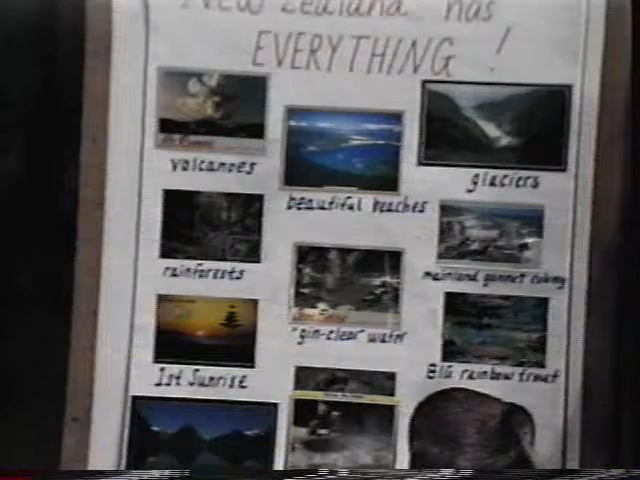 New Zealand has
EVERYTHING !
volcanoes
beautiful beaches
glaciers
rainforests
"gin-clear" water
mainland gannet colony
1st Sunrise
BIG rainbow trout